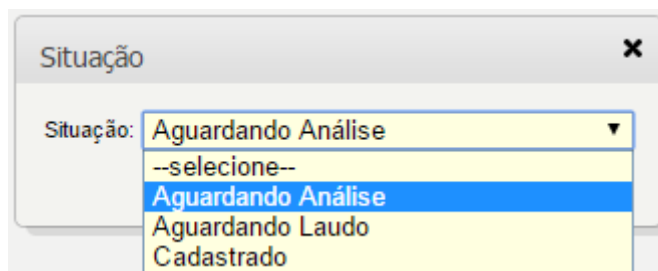 Situação
Situação: Aguardando Análise
--selecione--
Aguardando Análise
Aguardando Laudo
Cadastrado